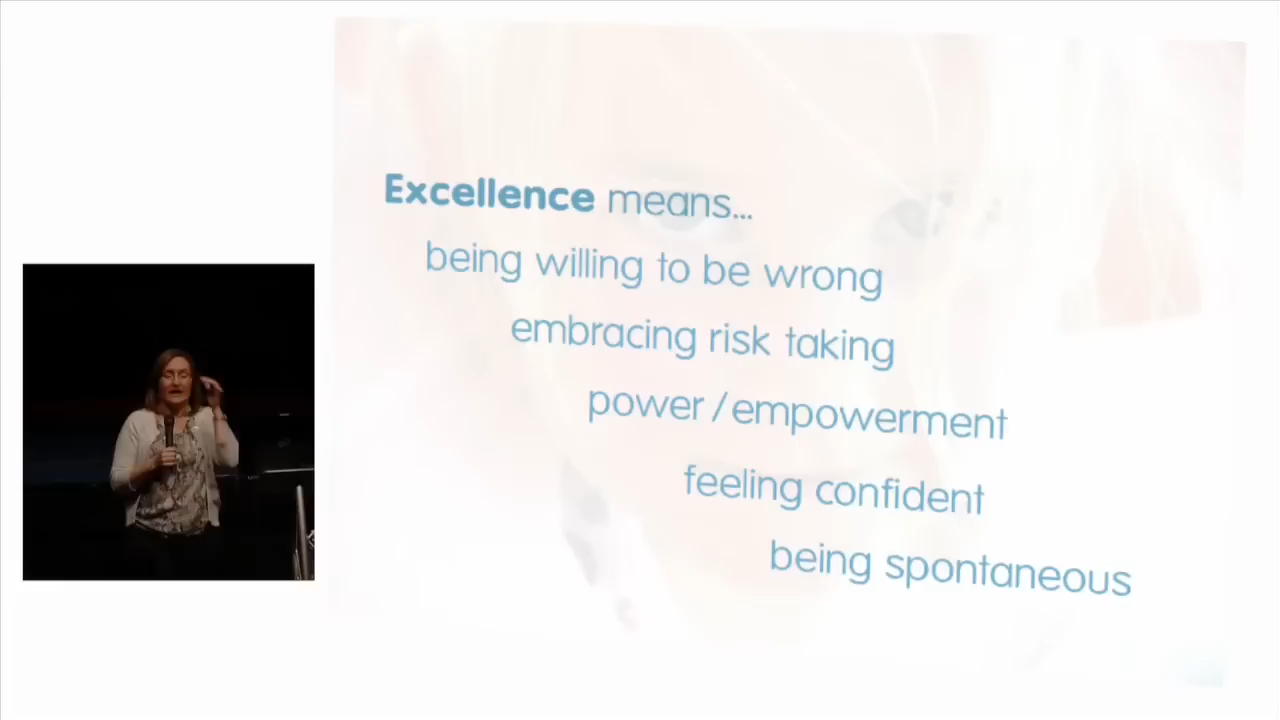 Excellence means...
being willing to be wrong
embracing risk taking
power / empowerment
feeling confident
being spontaneous